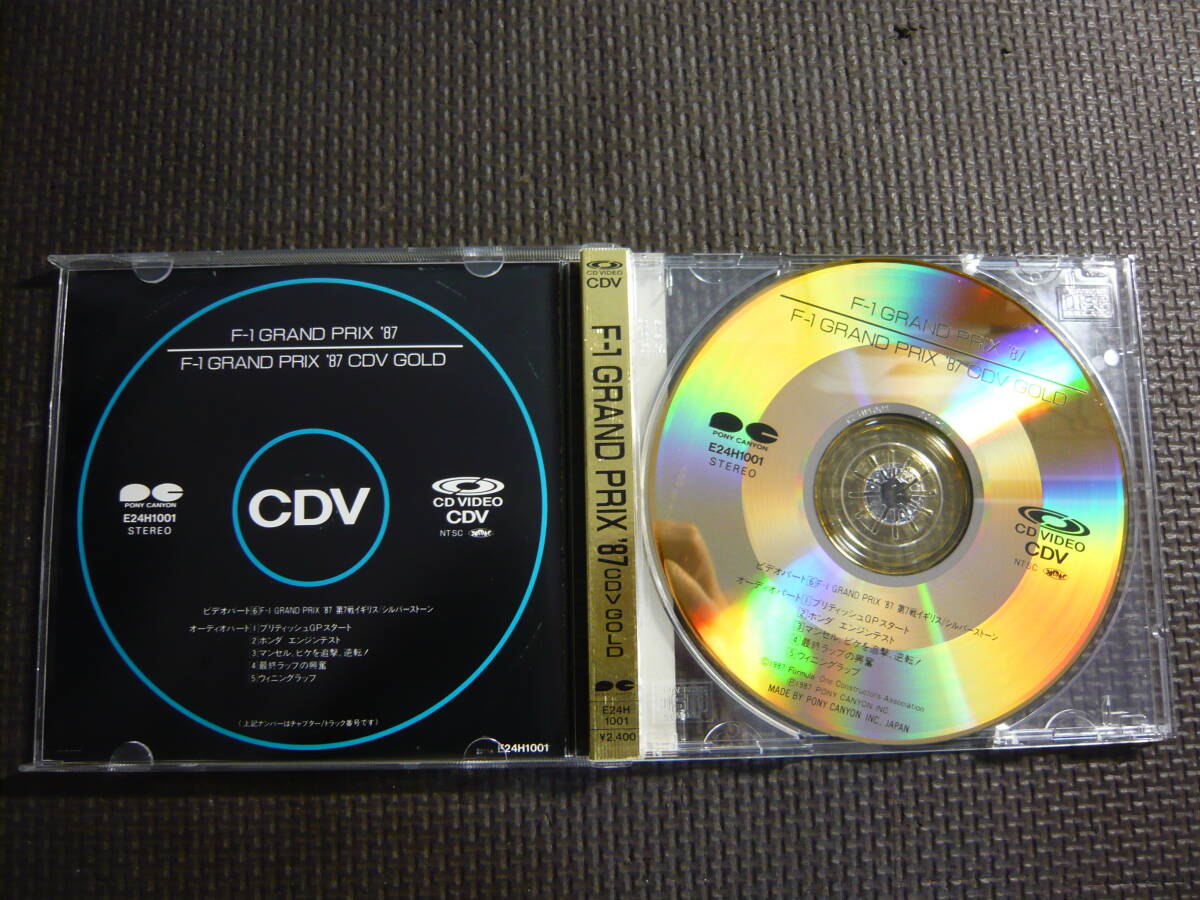 F-1 GRAND PRIX '87
F-1 GRAND PRIX '87 CDV GOLD
PONY CANYON
E24H1001
STEREO
CDV
CD VIDEO
CDV
NTSC
ビデオパート 6 F-1 GRAND PRIX '87 第7戦イギリス/シルバーストーン
オーディオパート 1 ブリティッシュGPスタート
2 ホンダ エンジンテスト
3 マンセル、ピケを追撃、逆転!
4 最終ラップの興奮
5 ウィニングラップ
(上記ナンバーはチャプター/トラック番号です)
E24H1001
CD VIDEO
CDV
F-1 GRAND PRIX '87
CDV GOLD
E24H
1001
¥2,400
F-1 GRAND PRIX '87
F-1 GRAND PRIX '87 CDV GOLD
PONY CANYON
E24H1001
STEREO
CD VIDEO
CDV
NTSC
ビデオパート 6 F-1 GRAND PRIX '87 第7戦イギリス/シルバーストーン
オーディオパート 1 ブリティッシュGPスタート
2 ホンダ エンジンテスト
3 マンセル、ピケを追撃、逆転!
4 最終ラップの興奮
5 ウィニングラップ
©1987 Formula One Constructor's Association
℗1987 PONY CANYON INC.
MADE BY PONY CANYON INC. JAPAN